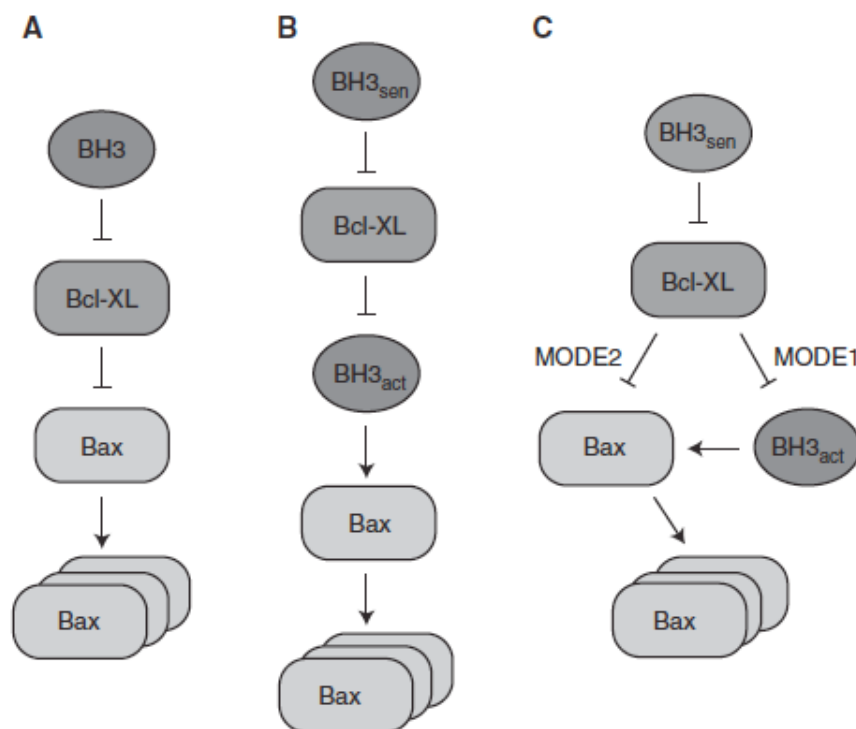 A
BH3
Bcl-XL
Bax
Bax
B
BH3sen
Bcl-XL
BH3act
Bax
Bax
C
BH3sen
Bcl-XL
MODE2
MODE1
Bax
BH3act
Bax